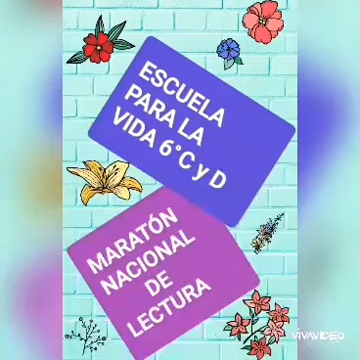 ESCUELA
PARA LA
VIDA 6°C y D
MARATÓN
NACIONAL
DE
LECTURA
VIVAVIDEO